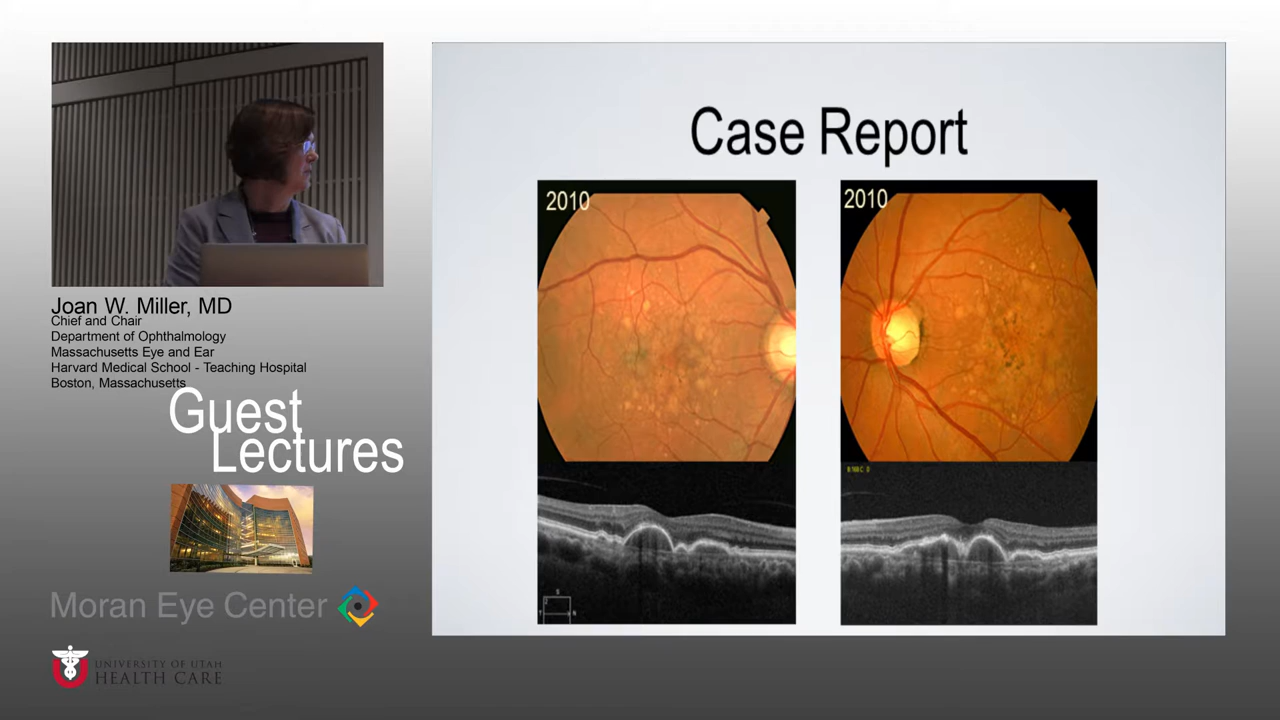 Joan W. Miller, MD
Chief and Chair
Department of Ophthalmology
Massachusetts Eye and Ear
Harvard Medical School - Teaching Hospital
Boston, Massachusetts
Guest
Lectures
Moran Eye Center
UNIVERSITY OF UTAH
HEALTH CARE
Case Report
2010
2010